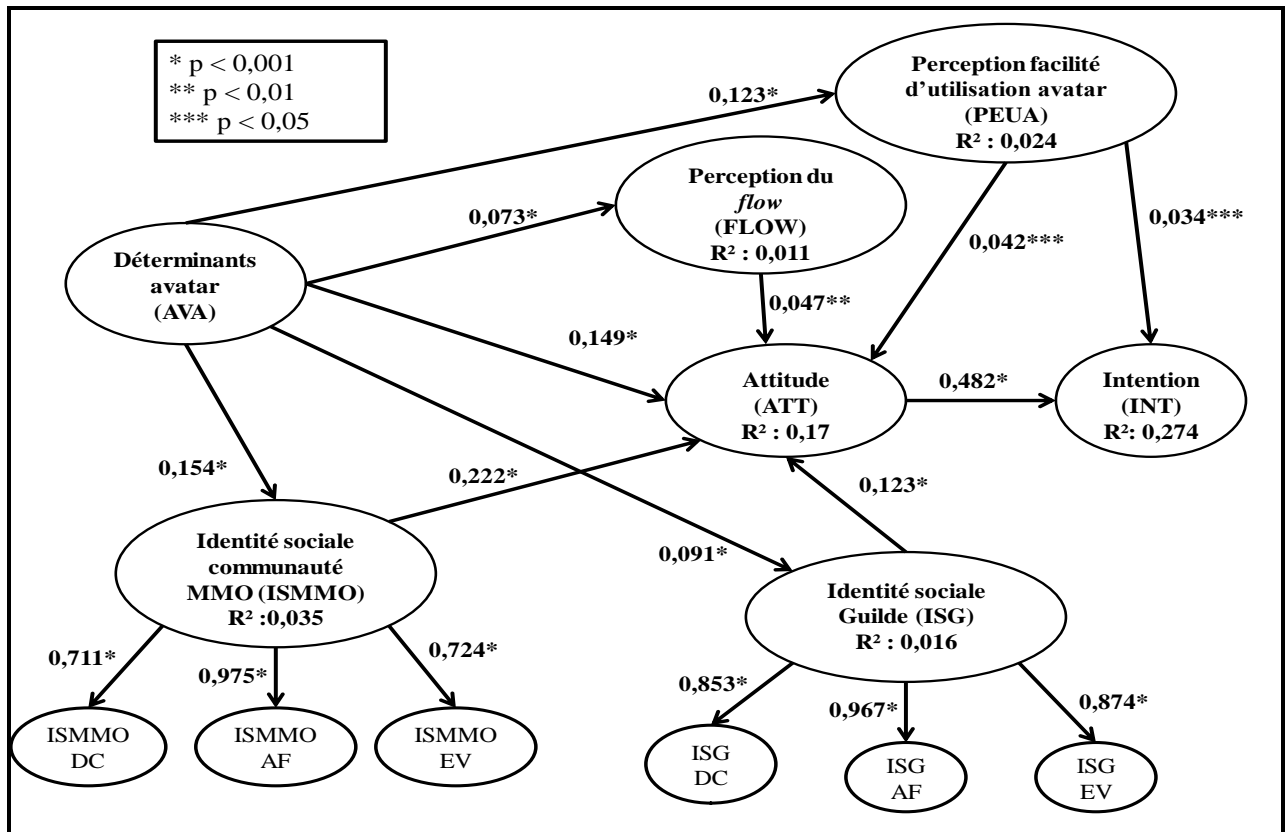 * p < 0,001
** p < 0,01
*** p < 0,05
Perception facilité
d'utilisation avatar
(PEUA)
R² : 0,024
0,123*
Perception du
flow
(FLOW)
R² : 0,011
0,073*
0,034***
0,042***
Déterminants
avatar
(AVA)
0,047**
0,149*
Attitude
(ATT)
R² : 0,17
0,482*
Intention
(INT)
R²: 0,274
0,154*
0,222*
0,123*
0,091*
Identité sociale
communauté
MMO (ISMMO)
R² :0,035
Identité sociale
Guilde (ISG)
R² : 0,016
0,711*
0,975*
0,724*
0,853*
0,967*
0,874*
ISMMO
DC
ISMMO
AF
ISMMO
EV
ISG
DC
ISG
AF
ISG
EV